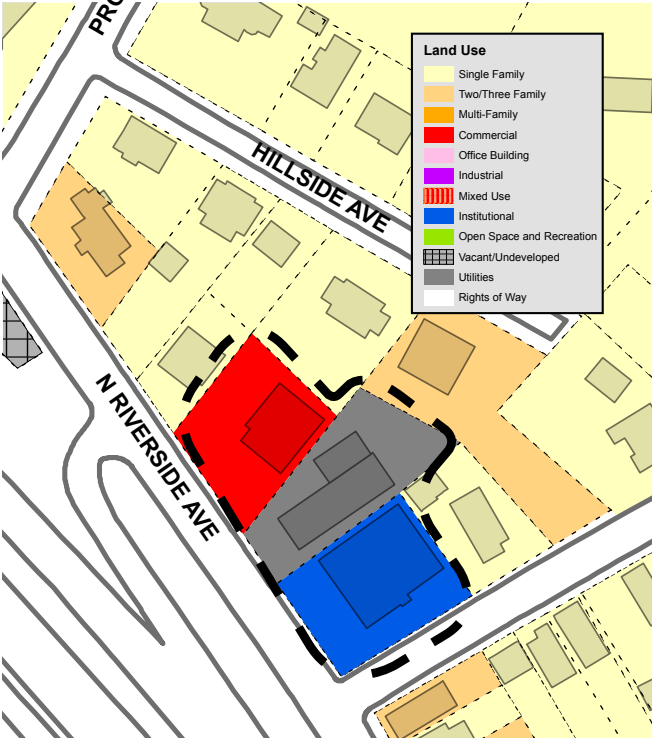 PRO
HILLSIDE AVE
N RIVERSIDE AVE
Land Use
Single Family
Two/Three Family
Multi-Family
Commercial
Office Building
Industrial
Mixed Use
Institutional
Open Space and Recreation
Vacant/Undeveloped
Utilities
Rights of Way